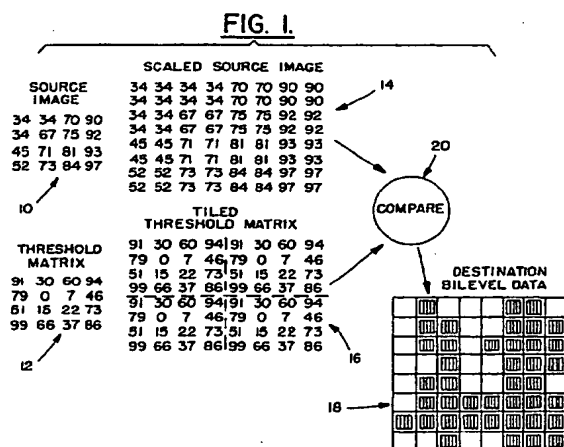 FIG. 1.
SCALED SOURCE IMAGE
34 34 34 34 70 70 90 90
34 34 34 34 70 70 90 90
34 34 67 67 75 75 92 92
34 34 67 67 75 75 92 92
45 45 71 71 81 81 93 93
45 45 71 71 81 81 93 93
52 52 73 73 84 84 97 97
52 52 73 73 84 84 97 97
14
SOURCE
IMAGE
34 34 70 90
34 67 75 92
45 71 81 93
52 73 84 97
10
20
COMPARE
TILED
THRESHOLD MATRIX
91 30 60 94 91 30 60 94
79 0 7 46 79 0 7 46
51 15 22 73 51 15 22 73
99 66 37 86 99 66 37 86
91 30 60 94 91 30 60 94
79 0 7 46 79 0 7 46
51 15 22 73 51 15 22 73
99 66 37 86 99 66 37 86
16
THRESHOLD
MATRIX
91 30 60 94
79 0 7 46
51 15 22 73
99 66 37 86
12
DESTINATION
BILEVEL DATA
18